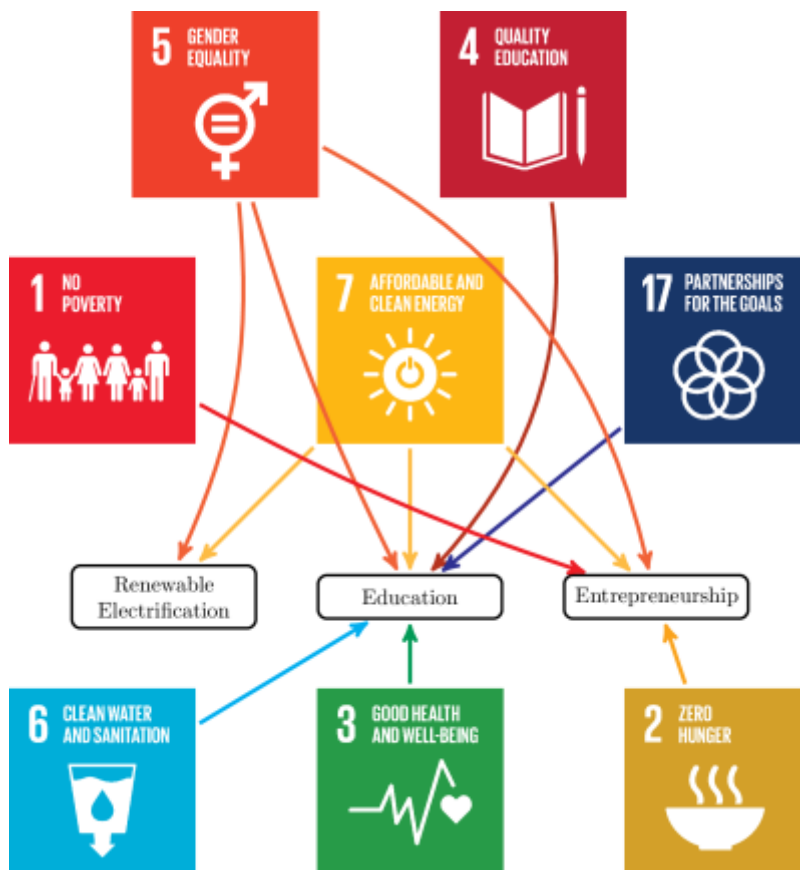 5 GENDER
EQUALITY
4 QUALITY
EDUCATION
1 NO
POVERTY
7 AFFORDABLE AND
CLEAN ENERGY
17 PARTNERSHIPS
FOR THE GOALS
Renewable
Electrification
Education
Entrepreneurship
6 CLEAN WATER
AND SANITATION
3 GOOD HEALTH
AND WELL-BEING
2 ZERO
HUNGER